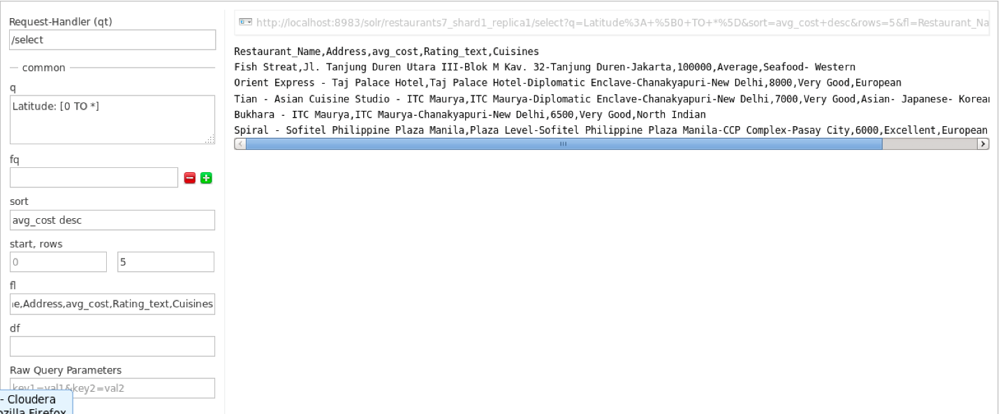 Request-Handler (qt)
/select
common
q
Latitude: [0 TO *]
fq
sort
avg_cost desc
start, rows
0
5
fl
e,Address,avg_cost,Rating_text,Cuisines
df
Raw Query Parameters
key1=val1&key2=val2
- Cloudera
ozilla Firefox
http://localhost:8983/solr/restaurants7_shard1_replica1/select?q=Latitude%3A+%5B0+TO+*%5D&sort=avg_cost+desc&rows=5&fl=Restaurant_Na
Restaurant_Name,Address,avg_cost,Rating_text,Cuisines
Fish Streat,Jl. Tanjung Duren Utara III-Blok M Kav. 32-Tanjung Duren-Jakarta,100000,Average,Seafood- Western
Orient Express - Taj Palace Hotel,Taj Palace Hotel-Diplomatic Enclave-Chanakyapuri-New Delhi,8000,Very Good,European
Tian - Asian Cuisine Studio - ITC Maurya,ITC Maurya-Diplomatic Enclave-Chanakyapuri-New Delhi,7000,Very Good,Asian- Japanese- Korean
Bukhara - ITC Maurya,ITC Maurya-Chanakyapuri-New Delhi,6500,Very Good,North Indian
Spiral - Sofitel Philippine Plaza Manila,Plaza Level-Sofitel Philippine Plaza Manila-CCP Complex-Pasay City,6000,Excellent,European